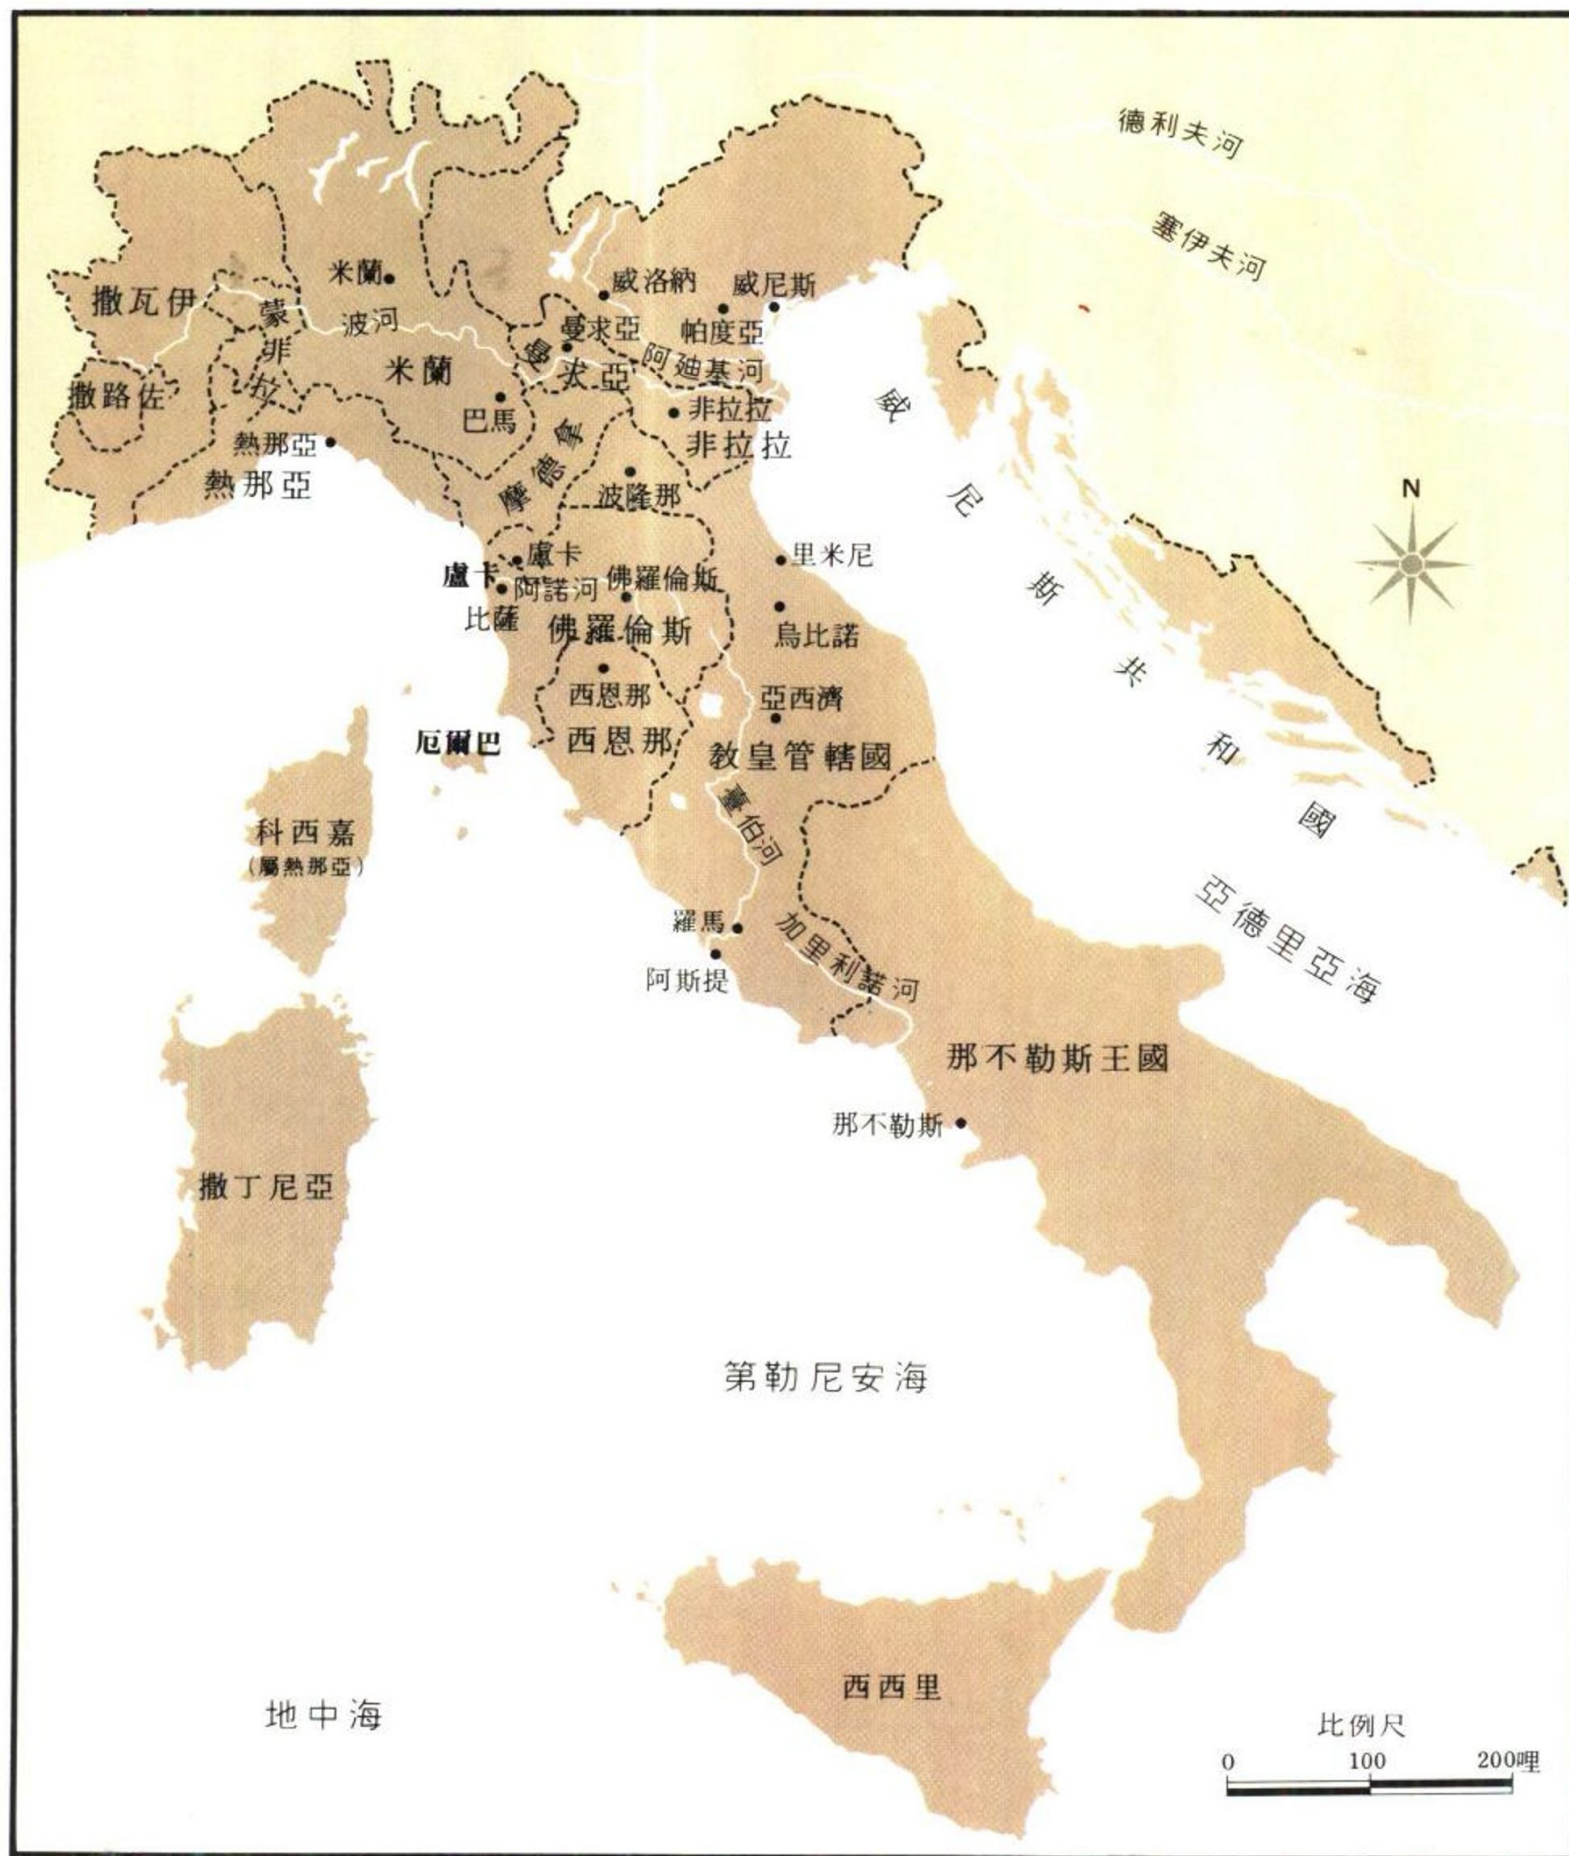 德利夫河
塞伊夫河
米蘭
威洛納
威尼斯
撒瓦伊
蒙非拉
波河
曼求亞
帕度亞
曼求亞
阿廸基河
米蘭
撒路佐
巴馬
非拉拉
非拉拉
摩德拿
熱那亞
熱那亞
波隆那
威尼斯共和國
N
盧卡
里米尼
盧卡
阿諾河
佛羅倫斯
比薩
佛羅倫斯
烏比諾
西恩那
亞西濟
厄爾巴
西恩那
教皇管轄國
臺伯河
科西嘉
(屬熱那亞)
亞德里亞海
羅馬
加里利諾河
阿斯提
那不勒斯王國
那不勒斯
撒丁尼亞
第勒尼安海
西西里
地中海
比例尺
0 100 200哩